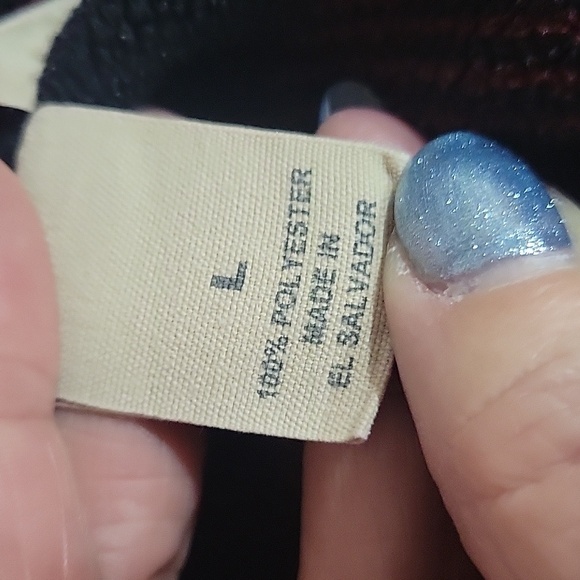 L
100% POLYESTER
MADE IN
EL SALVADOR